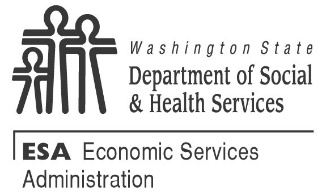 Washington State
Department of Social
& Health Services
ESA Economic Services
Administration